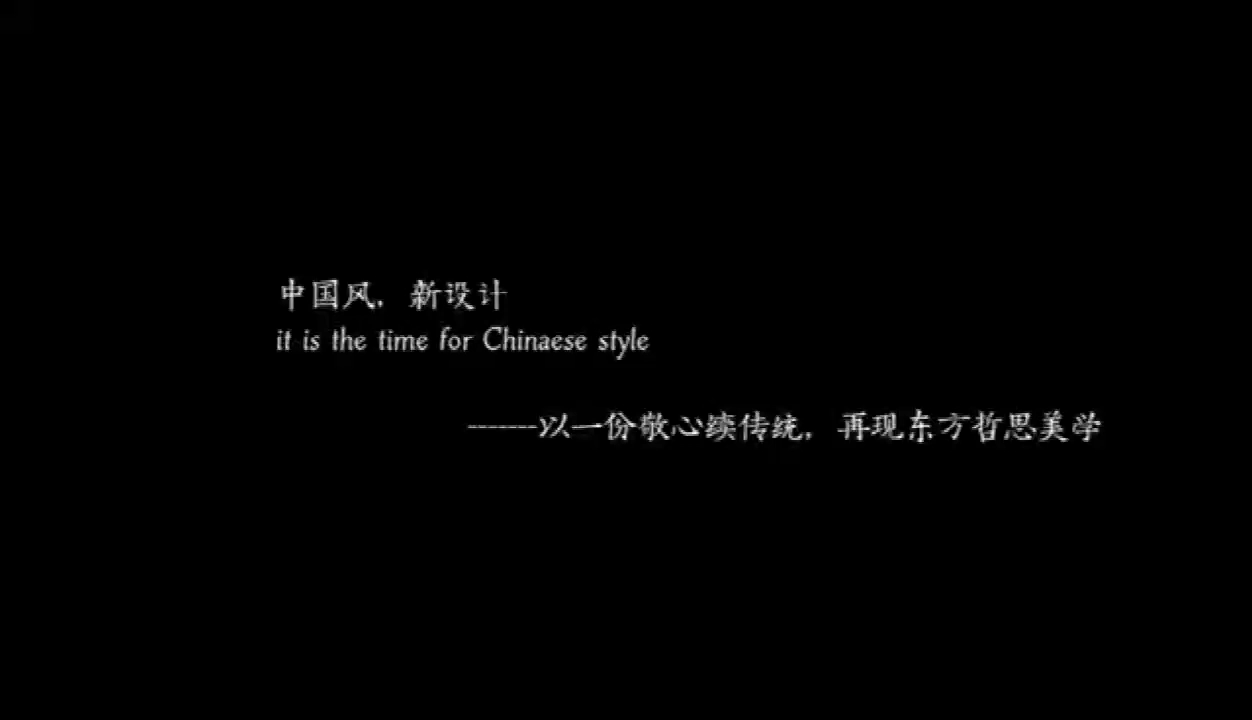 中国风，新设计
it is the time for Chinaese style
-------以一份敬心续传统，再现东方哲思美学